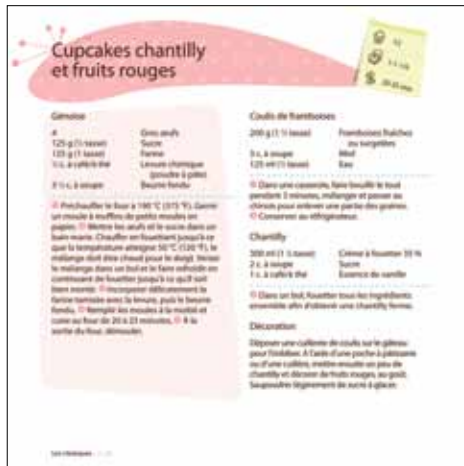 Cupcakes chantilly
et fruits rouges
20-25 min
Génoise
4 Gros œufs
125 g (½ tasse) Sucre
125 g (1 tasse) Farine
c. à café/à thé Levure chimique
(poudre à pâte)
3 ½ c. à soupe Beurre fondu
Préchauffer le four à 190 °C (375 °F). Garnir
un moule à muffins de petits moules en
papier. Mettre les œufs et le sucre dans un
bain-marie. Chauffer en fouettant jusqu'à ce
que la température atteigne 50 °C (120 °F), le
mélange doit être chaud pour le doigt. Verser
le mélange dans un bol et le faire refroidir en
continuant de fouetter jusqu'à ce qu'il soit
bien monté. Incorporer délicatement la
farine tamisée avec la levure, puis le beurre
fondu. Remplir les moules à la moitié et
cuire au four de 20 à 25 minutes. À la
sortie du four, démouler.
Coulis de framboises
200 g (1 ½ tasse) Framboises fraîches
ou surgelées
3 c. à soupe Miel
125 ml (½ tasse) Eau
Dans une casserole, faire bouillir le tout
pendant 5 minutes, mélanger et passer au
chinois pour enlever une partie des graines.
Conserver au réfrigérateur.
Chantilly
300 ml (1 ¼ tasse) Crème à fouetter 35 %
2 c. à soupe Sucre
1 c. à café/à thé Essence de vanille
Dans un bol, fouetter tous les ingrédients
ensemble afin d'obtenir une chantilly ferme.
Décoration
Déposer une cuillerée de coulis sur le gâteau
pour l'imbiber. À l'aide d'une poche à pâtisserie
ou d'une cuillère, mettre ensuite un peu de
chantilly et décorer de fruits rouges, au goût.
Saupoudrer légèrement de sucre à glacer.
Les classiques